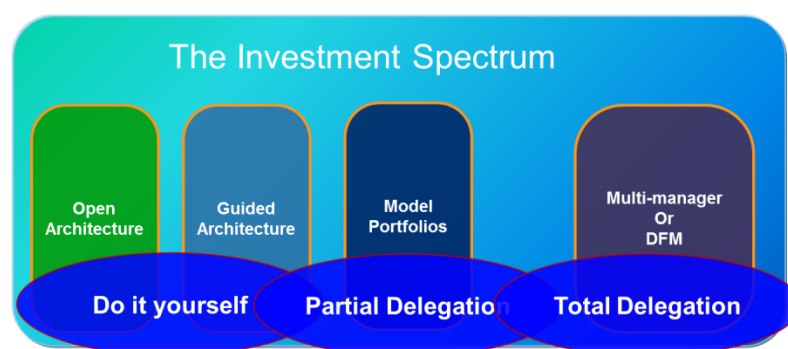 The Investment Spectrum
Open
Architecture
Guided
Architecture
Model
Portfolios
Multi-manager
Or
DFM
Do it yourself
Partial Delegation
Total Delegation